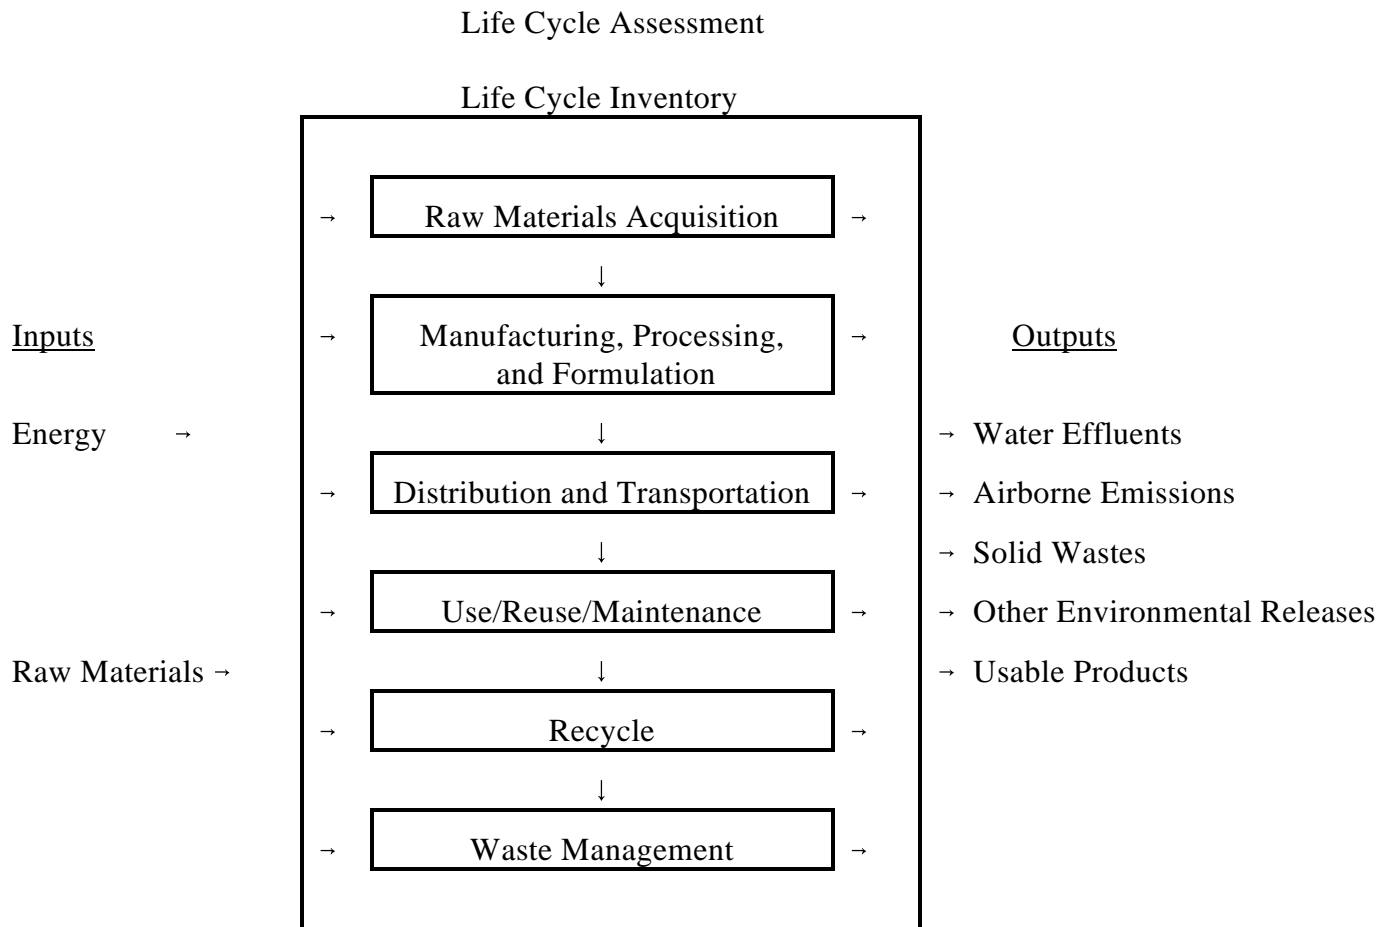 Life Cycle Assessment
Life Cycle Inventory
→ Raw Materials Acquisition →
↓
Inputs → Manufacturing, Processing, → Outputs
and Formulation
Energy → ↓ → Water Effluents
→ Distribution and Transportation → → Airborne Emissions
↓ → Solid Wastes
→ Use/Reuse/Maintenance → → Other Environmental Releases
Raw Materials → ↓ → Usable Products
→ Recycle →
↓
→ Waste Management →